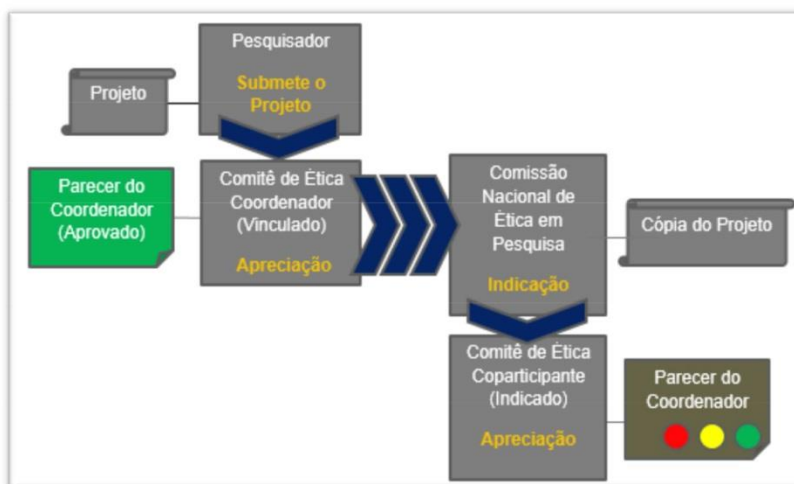 Pesquisador
Submete o
Projeto
Projeto
Parecer do
Coordenador
(Aprovado)
Comitê de Ética
Coordenador
(Vinculado)
Apreciação
Comissão
Nacional de
Ética em
Pesquisa
Indicação
Cópia do Projeto
Comitê de Ética
Coparticipante
(Indicado)
Apreciação
Parecer do
Coordenador